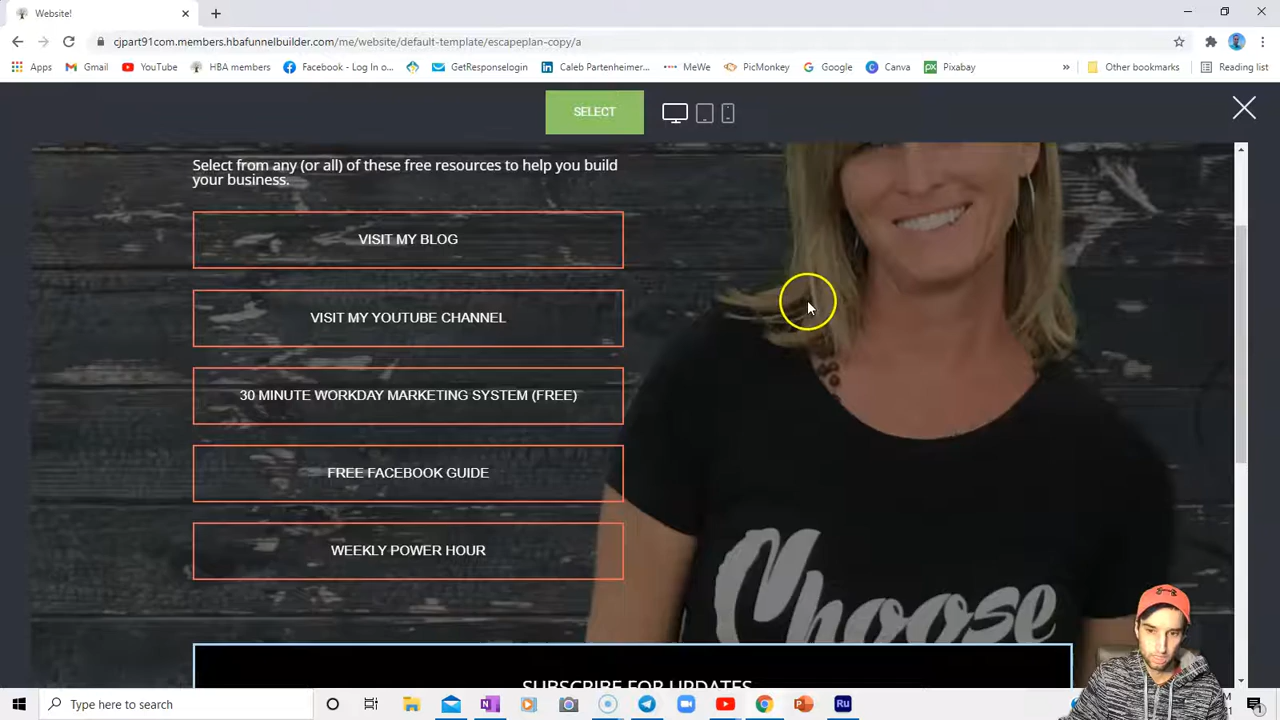 Website!
cjpart91com.members.hbafunnelbuilder.com/me/website/default-template/escapeplan-copy/a
Apps
Gmail
YouTube
HBA members
Facebook - Log In o...
GetResponselogin
Caleb Partenheimer...
MeWe
PicMonkey
Google
Canva
Pixabay
»
Other bookmarks
Reading list
SELECT
Select from any (or all) of these free resources to help you build
your business.
VISIT MY BLOG
VISIT MY YOUTUBE CHANNEL
30 MINUTE WORKDAY MARKETING SYSTEM (FREE)
FREE FACEBOOK GUIDE
WEEKLY POWER HOUR
Choose
SUBSCRIBE FOR UPDATES
Type here to search
Ru